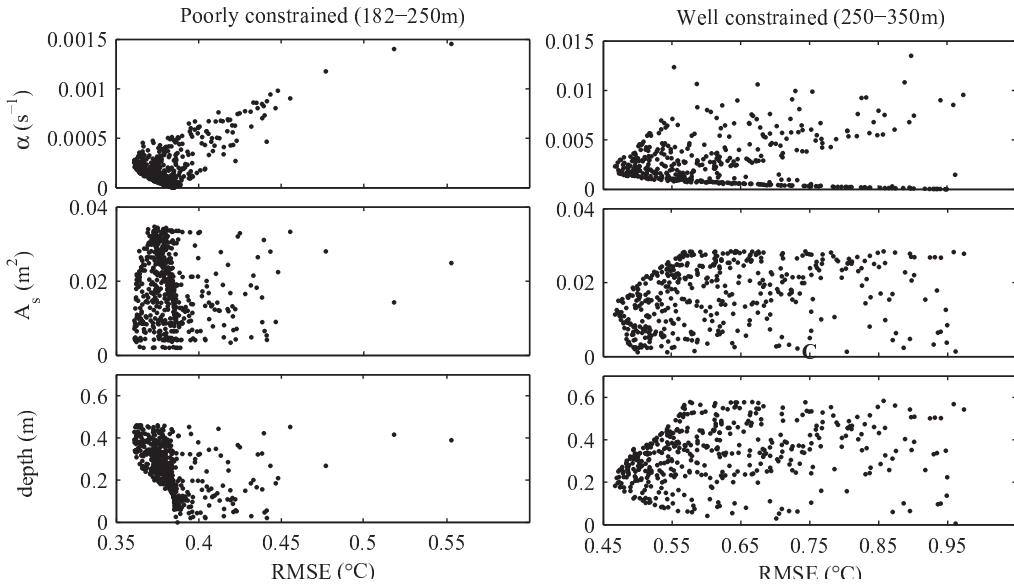 Poorly constrained (182−250m)
Well constrained (250−350m)
α (s⁻¹)
0.0015
0.001
0.0005
0
0.015
0.01
0.005
0
Aₛ (m²)
0.04
0.02
0
0.04
0.02
0
C
depth (m)
0.6
0.4
0.2
0
0.6
0.4
0.2
0
0.35 0.4 0.45 0.5 0.55
0.45 0.55 0.65 0.75 0.85 0.95
RMSE (°C)
RMSE (°C)